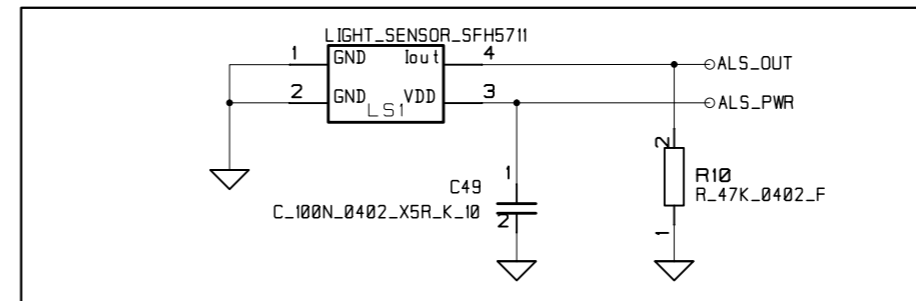 LIGHT_SENSOR_SFH5711
1 GND Iout 4 ALS_OUT
2 GND VDD 3 ALS_PWR
LS1
1
2
C49
C_100N_0402_X5R_K_10
2
R10
R_47K_0402_F
1